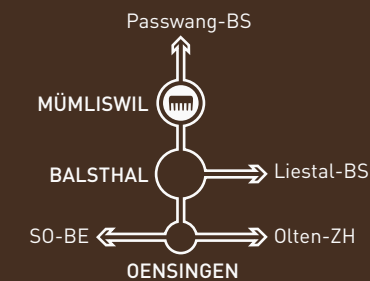 Passwang-BS
MÜMLISWIL
BALSTHAL
Liestal-BS
SO-BE
Olten-ZH
OENSINGEN